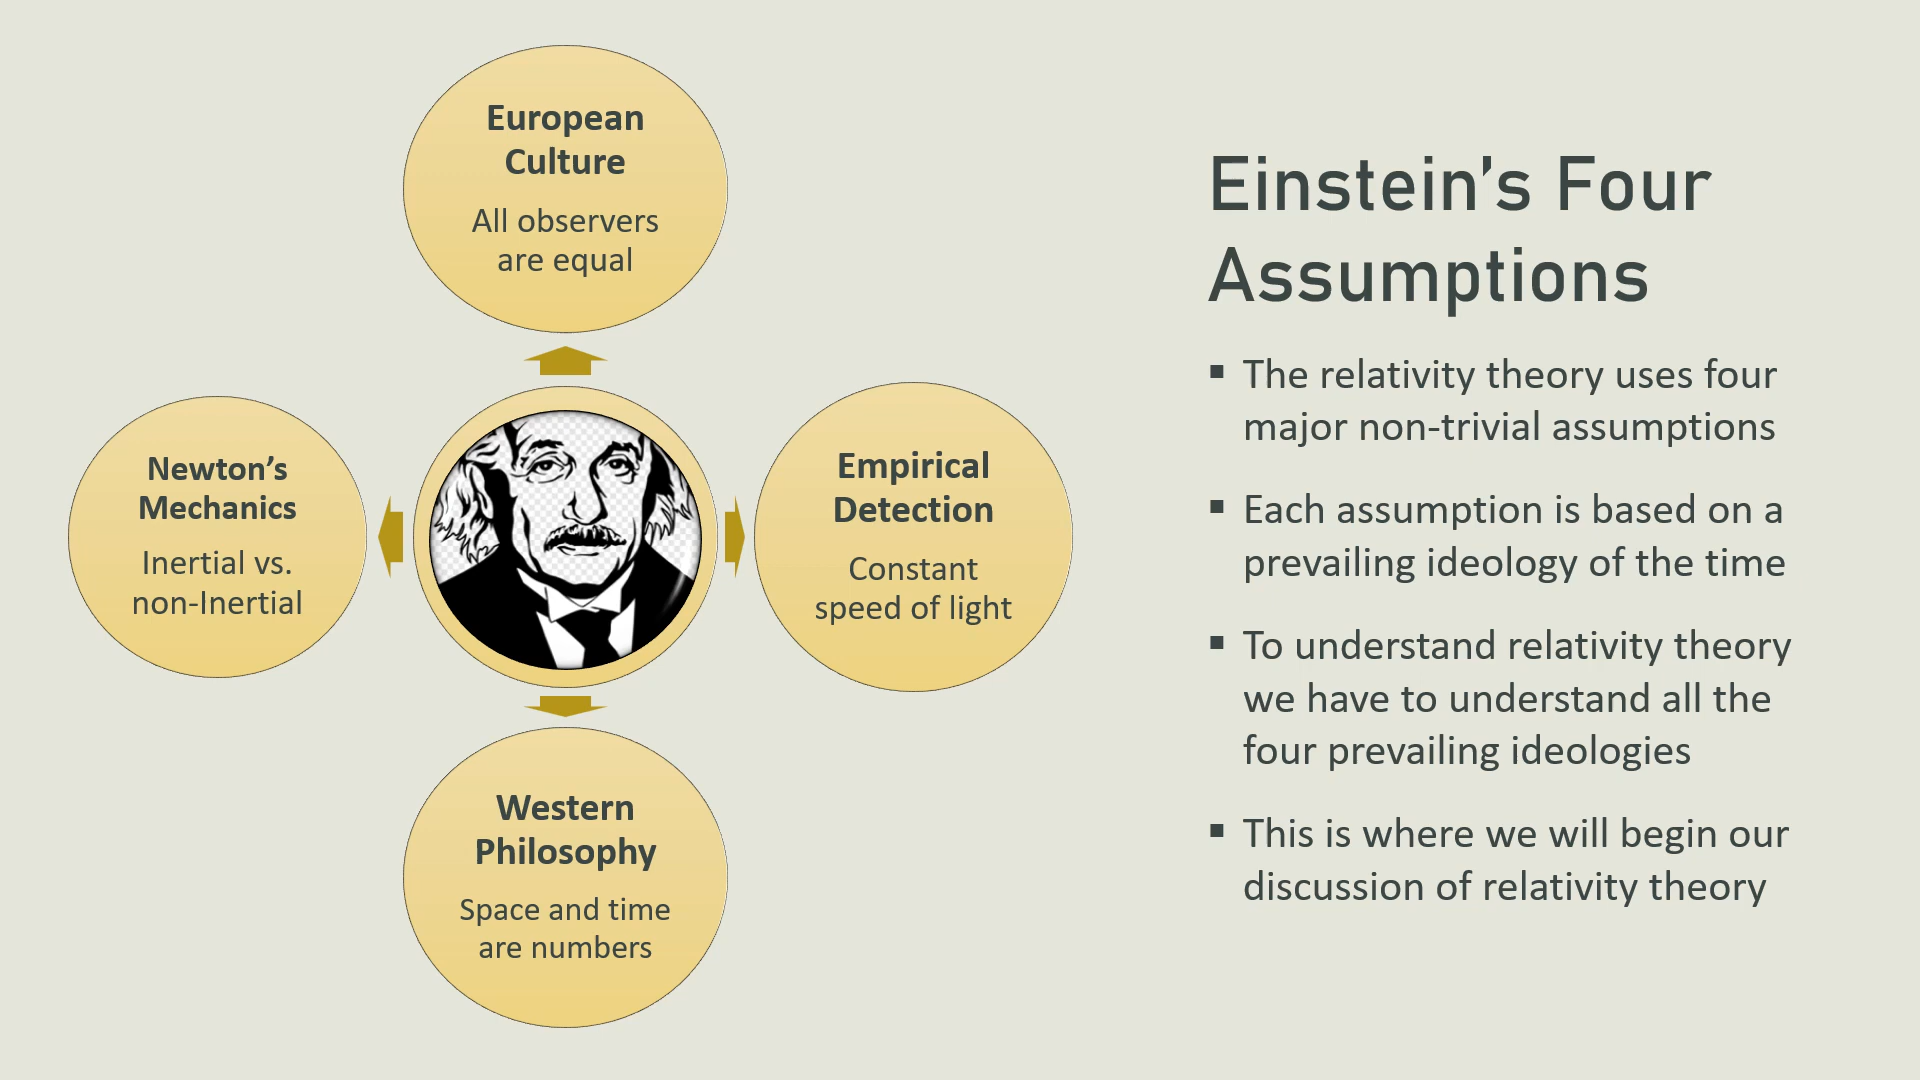 European
Culture
All observers
are equal
Newton’s
Mechanics
Inertial vs.
non-Inertial
Empirical
Detection
Constant
speed of light
Western
Philosophy
Space and time
are numbers
Einstein’s Four
Assumptions
▪ The relativity theory uses four
major non-trivial assumptions
▪ Each assumption is based on a
prevailing ideology of the time
▪ To understand relativity theory
we have to understand all the
four prevailing ideologies
▪ This is where we will begin our
discussion of relativity theory